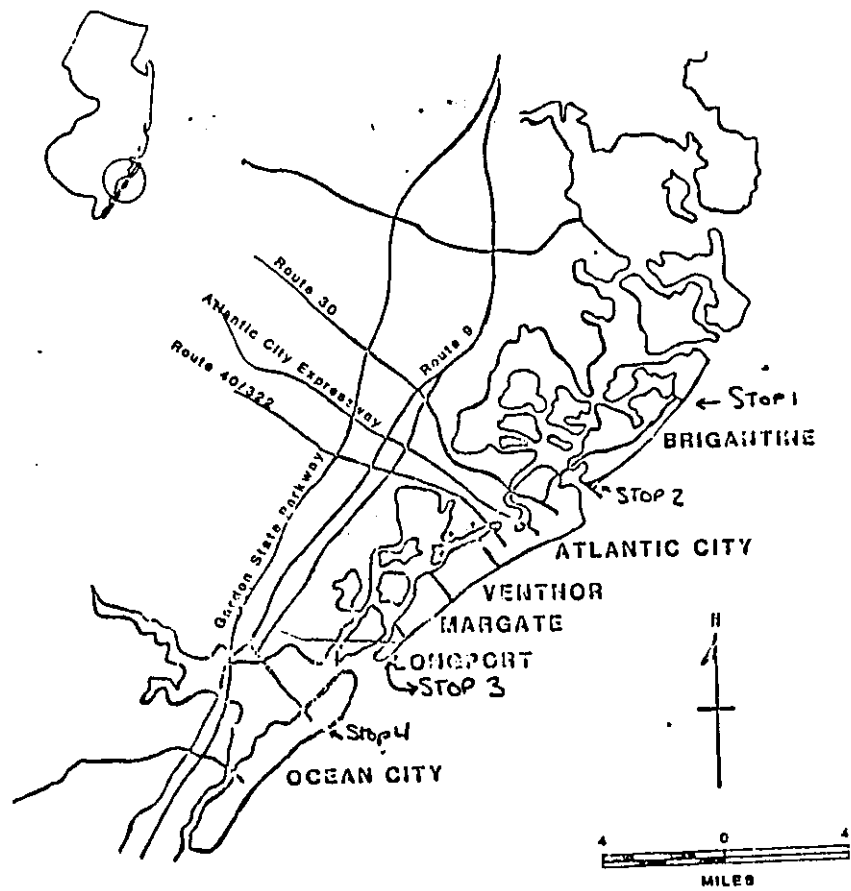 Route 30
Atlantic City Expressway
Route 9
Route 40/322
← STOP 1
BRIGANTINE
STOP 2
ATLANTIC CITY
Garden State Parkway
VENTNOR
MARGATE
N
LONGPORT
STOP 3
Stop 4
OCEAN CITY
4 0 4
MILES